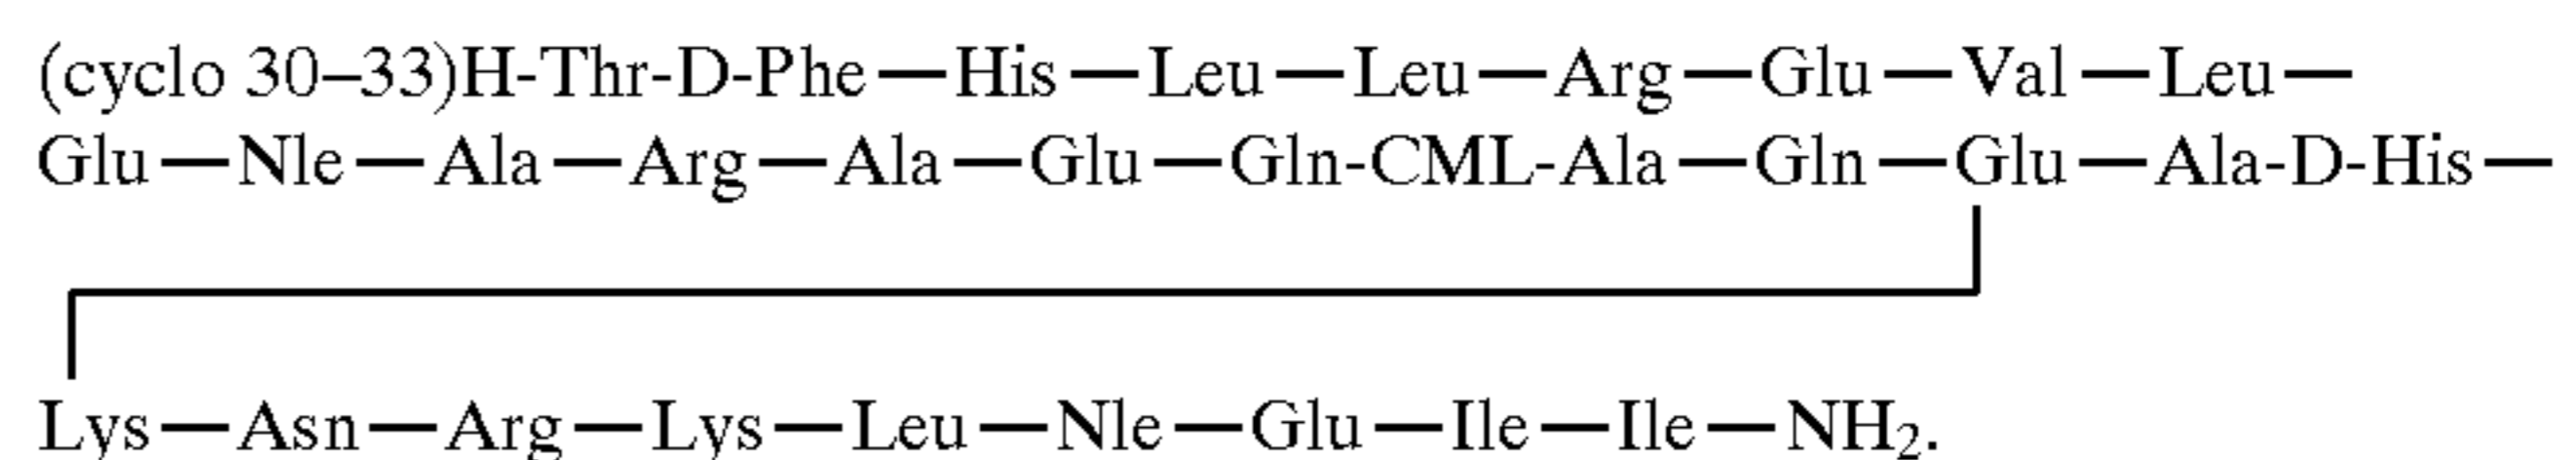 (cyclo 30–33)H-Thr-D-Phe—His—Leu—Leu—Arg—Glu—Val—Leu—
Glu—Nle—Ala—Arg—Ala—Glu—Gln-CML-Ala—Gln—Glu—Ala-D-His—
Lys—Asn—Arg—Lys—Leu—Nle—Glu—Ile—Ile—NH₂.